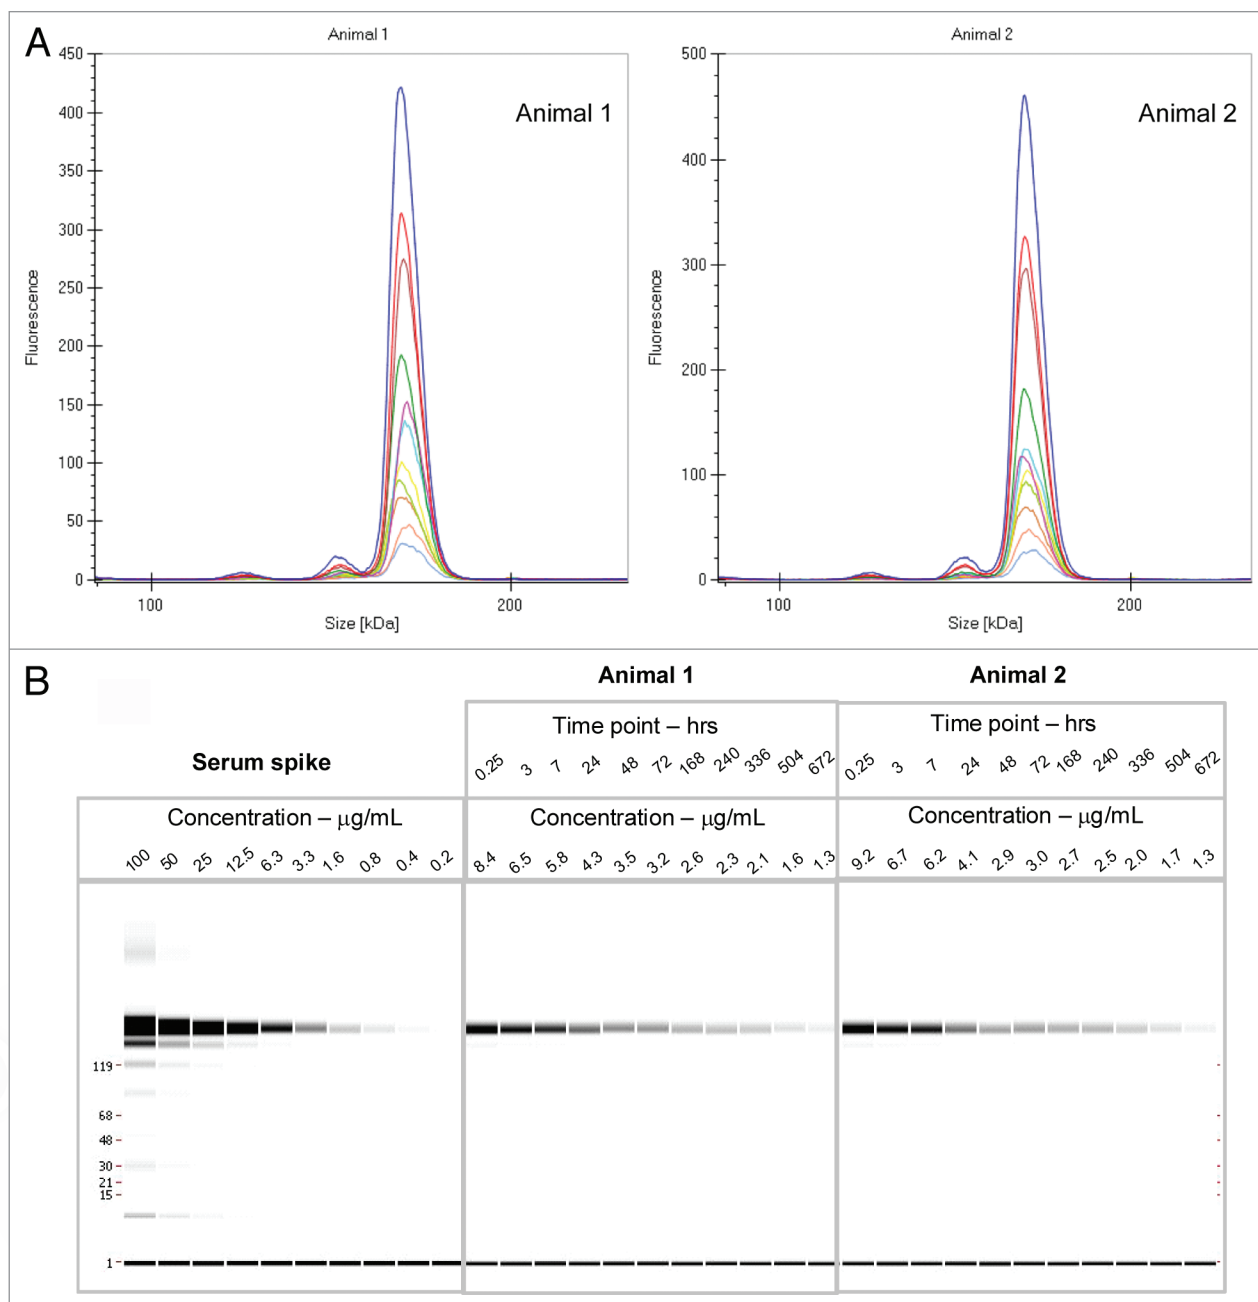 A
Animal 1
Animal 2
450
400
350
300
250
200
150
100
50
0
Fluorescence
Animal 1
100
200
Size [kDa]
500
400
300
200
100
0
Fluorescence
Animal 2
100
200
Size [kDa]
B
Animal 1
Animal 2
Time point – hrs
Time point – hrs
0.25 3 7 24 48 72 168 240 336 504 672
0.25 3 7 24 48 72 168 240 336 504 672
Serum spike
Concentration – μg/mL
Concentration – μg/mL
Concentration – μg/mL
100 50 25 12.5 6.3 3.3 1.6 0.8 0.4 0.2
8.4 6.5 5.8 4.3 3.5 3.2 2.6 2.3 2.1 1.6 1.3
9.2 6.7 6.2 4.1 2.9 3.0 2.7 2.5 2.0 1.7 1.3
119
68
48
30
21
15
1